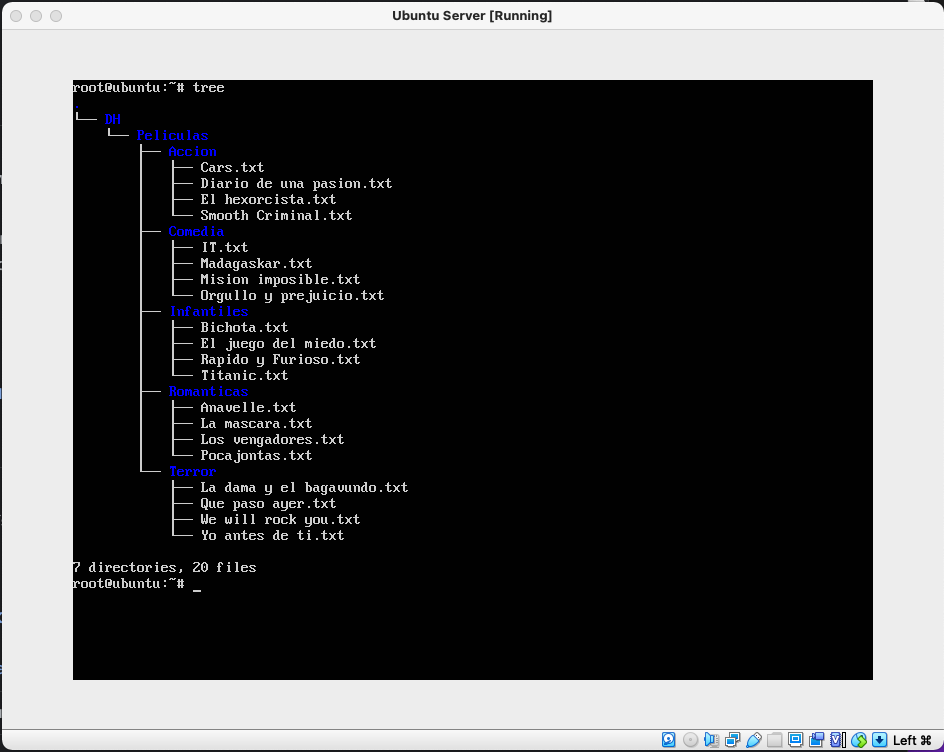 Ubuntu Server [Running]
root@ubuntu:~# tree
.
└── DH
    └── Peliculas
        ├── Accion
        │   ├── Cars.txt
        │   ├── Diario de una pasion.txt
        │   ├── El hexorcista.txt
        │   └── Smooth Criminal.txt
        ├── Comedia
        │   ├── IT.txt
        │   ├── Madagaskar.txt
        │   ├── Mision imposible.txt
        │   └── Orgullo y prejuicio.txt
        ├── Infantiles
        │   ├── Bichota.txt
        │   ├── El juego del miedo.txt
        │   ├── Rapido y Furioso.txt
        │   └── Titanic.txt
        ├── Romanticas
        │   ├── Anavelle.txt
        │   ├── La mascara.txt
        │   ├── Los vengadores.txt
        │   └── Pocajontas.txt
        └── Terror
            ├── La dama y el bagavundo.txt
            ├── Que paso ayer.txt
            ├── We will rock you.txt
            └── Yo antes de ti.txt
7 directories, 20 files
root@ubuntu:~# _
Left ⌘